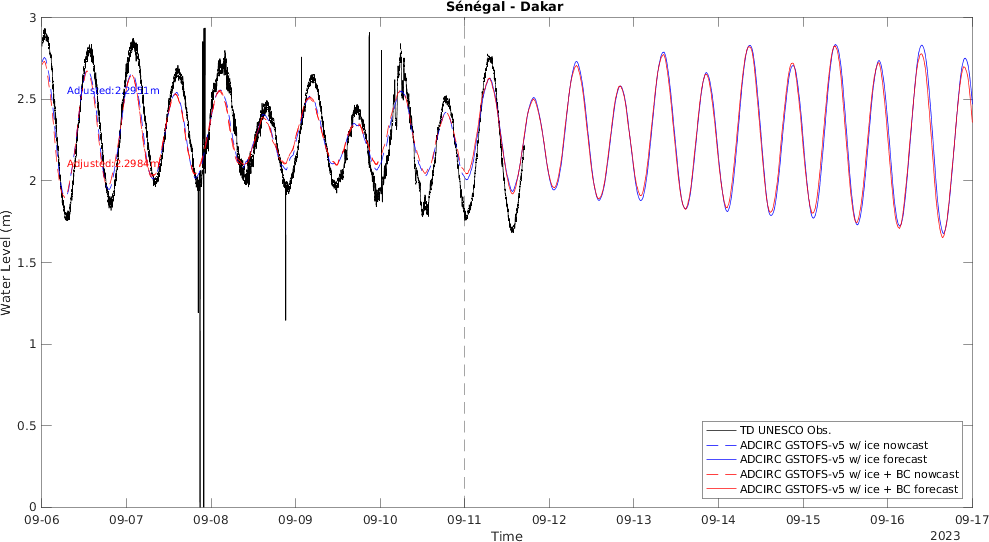 Sénégal - Dakar
3
2.5
2
1.5
1
0.5
0
Water Level (m)
Adjusted:2.2951m
Adjusted:2.2984m
TD UNESCO Obs.
ADCIRC GSTOFS-v5 w/ ice nowcast
ADCIRC GSTOFS-v5 w/ ice forecast
ADCIRC GSTOFS-v5 w/ ice + BC nowcast
ADCIRC GSTOFS-v5 w/ ice + BC forecast
09-06 09-07 09-08 09-09 09-10 09-11 09-12 09-13 09-14 09-15 09-16 09-17
Time
2023